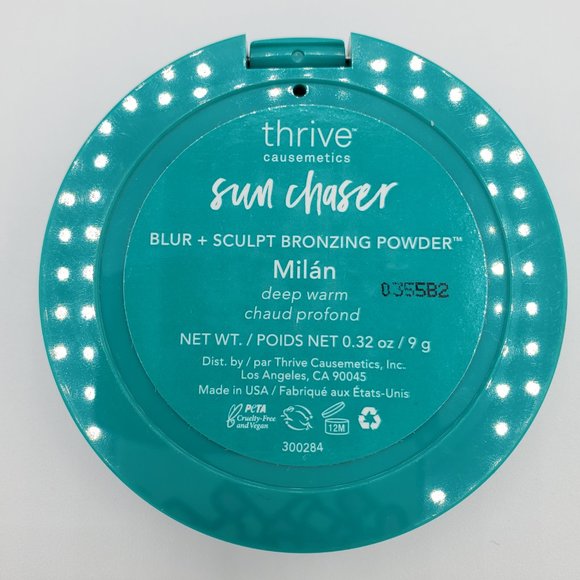 thrive™
causemetics
sun chaser
BLUR + SCULPT BRONZING POWDER™
Milán
deep warm
0355B2
chaud profond
NET WT. / POIDS NET 0.32 oz / 9 g
Dist. by / par Thrive Causemetics, Inc.
Los Angeles, CA 90045
Made in USA / Fabriqué aux États-Unis
PETA
Cruelty-Free
and Vegan
12M
300284